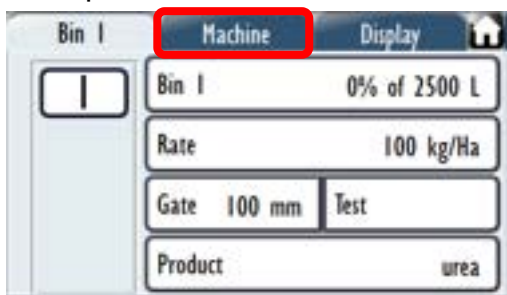 Bin 1 Machine Display
1
Bin 1 0% of 2500 L
Rate 100 kg/Ha
Gate 100 mm Test
Product urea